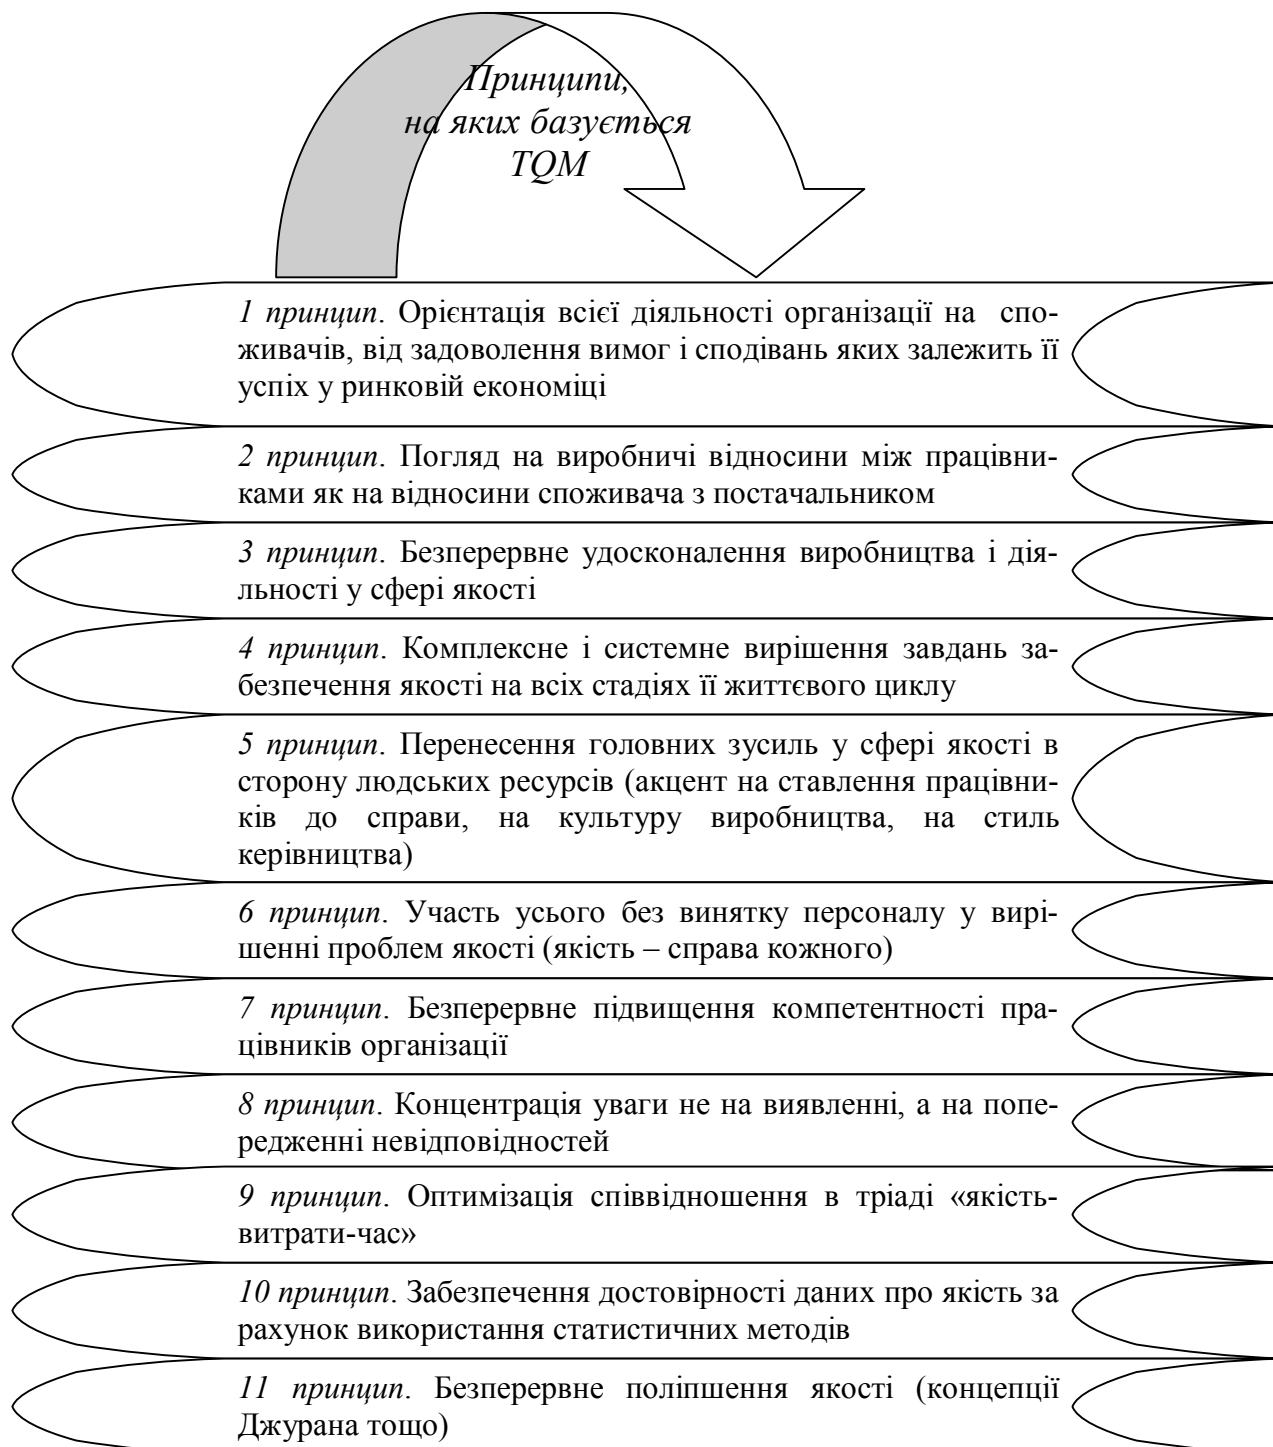 Принципи,
на яких базується
TQM
1 принцип. Орієнтація всієї діяльності організації на спо-
живачів, від задоволення вимог і сподівань яких залежить її
успіх у ринковій економіці
2 принцип. Погляд на виробничі відносини між працівни-
ками як на відносини споживача з постачальником
3 принцип. Безперервне удосконалення виробництва і дія-
льності у сфері якості
4 принцип. Комплексне і системне вирішення завдань за-
безпечення якості на всіх стадіях її життєвого циклу
5 принцип. Перенесення головних зусиль у сфері якості в
сторону людських ресурсів (акцент на ставлення працівни-
ків до справи, на культуру виробництва, на стиль
керівництва)
6 принцип. Участь усього без винятку персоналу у вирі-
шенні проблем якості (якість – справа кожного)
7 принцип. Безперервне підвищення компетентності пра-
цівників організації
8 принцип. Концентрація уваги не на виявленні, а на попе-
редженні невідповідностей
9 принцип. Оптимізація співвідношення в тріаді «якість-
витрати-час»
10 принцип. Забезпечення достовірності даних про якість за
рахунок використання статистичних методів
11 принцип. Безперервне поліпшення якості (концепції
Джурана тощо)